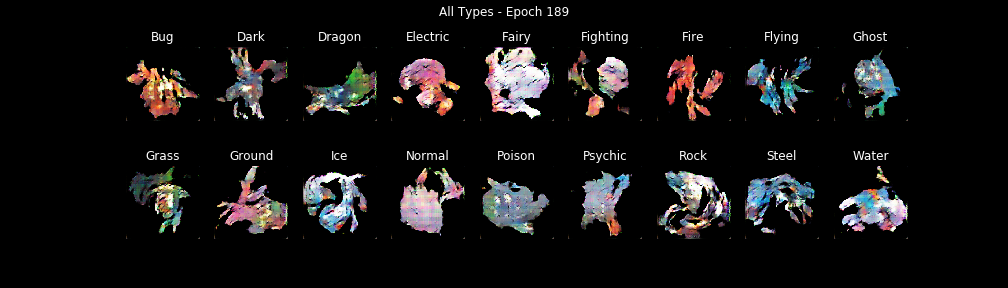 All Types - Epoch 189
Bug Dark Dragon Electric Fairy Fighting Fire Flying Ghost
Grass Ground Ice Normal Poison Psychic Rock Steel Water